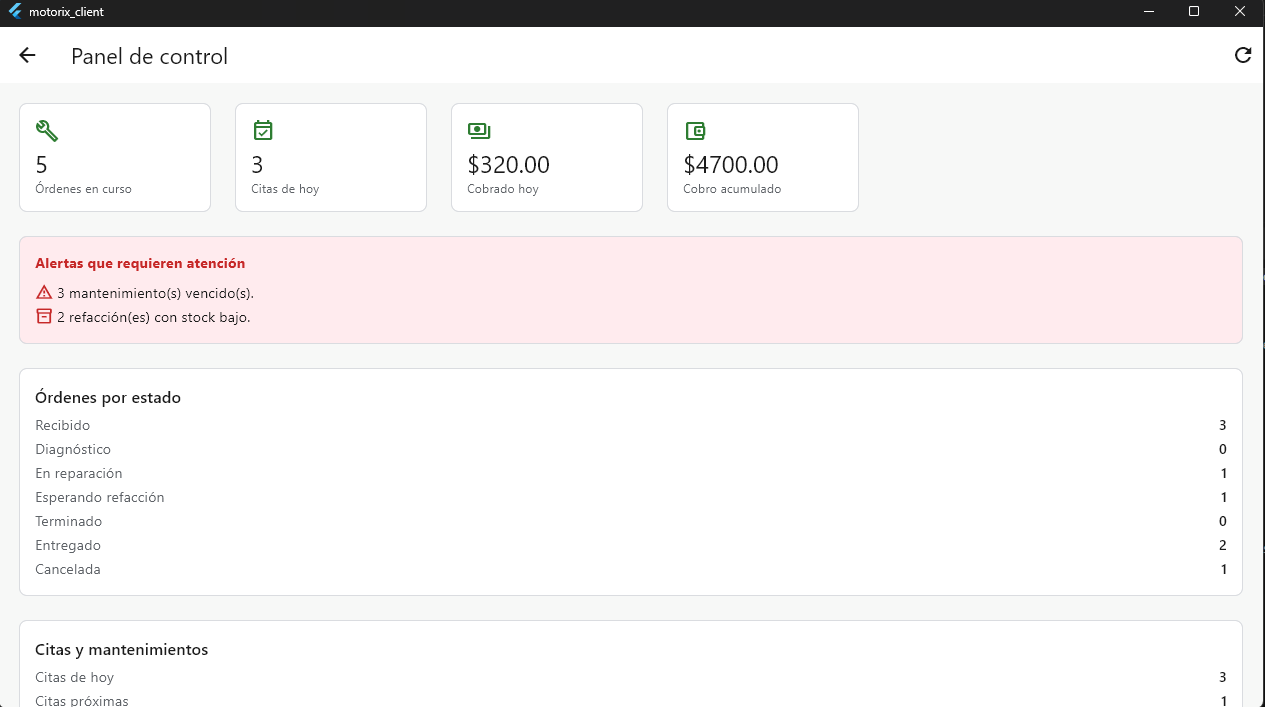 motorix_client
Panel de control
5
Órdenes en curso
3
Citas de hoy
$320.00
Cobrado hoy
$4700.00
Cobro acumulado
Alertas que requieren atención
3 mantenimiento(s) vencido(s).
2 refacción(es) con stock bajo.
Órdenes por estado
Recibido 3
Diagnóstico 0
En reparación 1
Esperando refacción 1
Terminado 0
Entregado 2
Cancelada 1
Citas y mantenimientos
Citas de hoy 3
Citas próximas 1